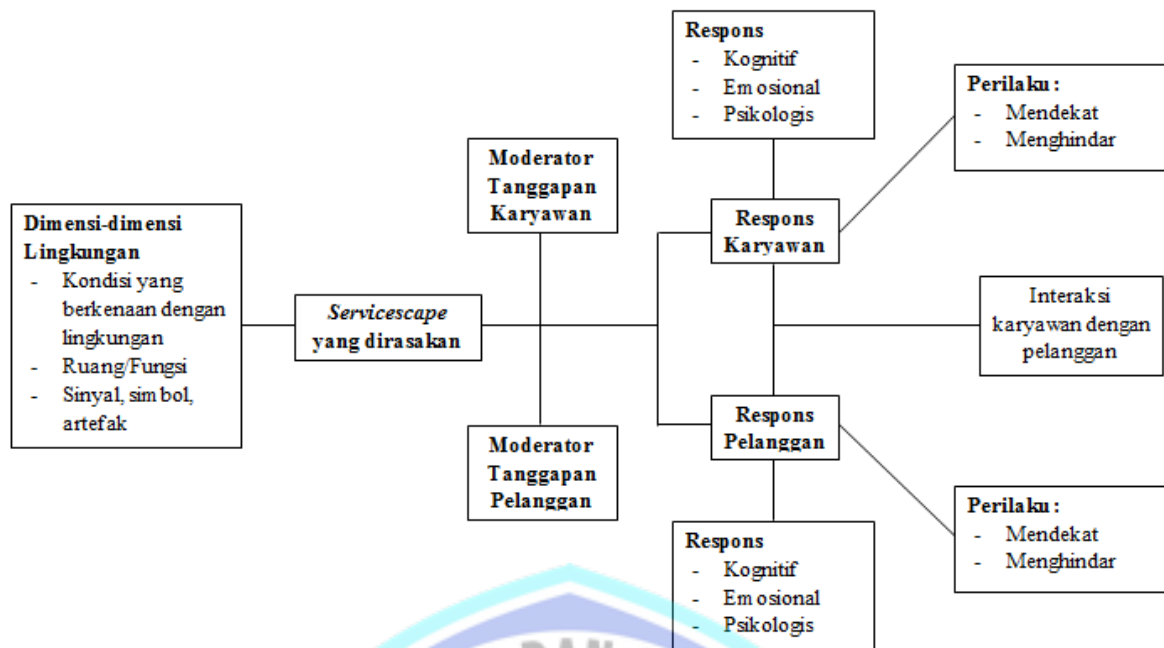 Dimensi-dimensi
Lingkungan
- Kondisi yang
berkenaan dengan
lingkungan
- Ruang/Fungsi
- Sinyal, simbol,
artefak
Servicescape
yang dirasakan
Moderator
Tanggapan
Karyawan
Moderator
Tanggapan
Pelanggan
Respons
- Kognitif
- Emosional
- Psikologis
Respons
Karyawan
Perilaku :
- Mendekat
- Menghindar
Interaksi
karyawan dengan
pelanggan
Respons
Pelanggan
Perilaku :
- Mendekat
- Menghindar
Respons
- Kognitif
- Emosional
- Psikologis
DAN